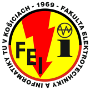 FAKULTA ELEKTROTECHNIKY A INFORMATIKY TU V KOŠICIACH - 1969 -
FEI